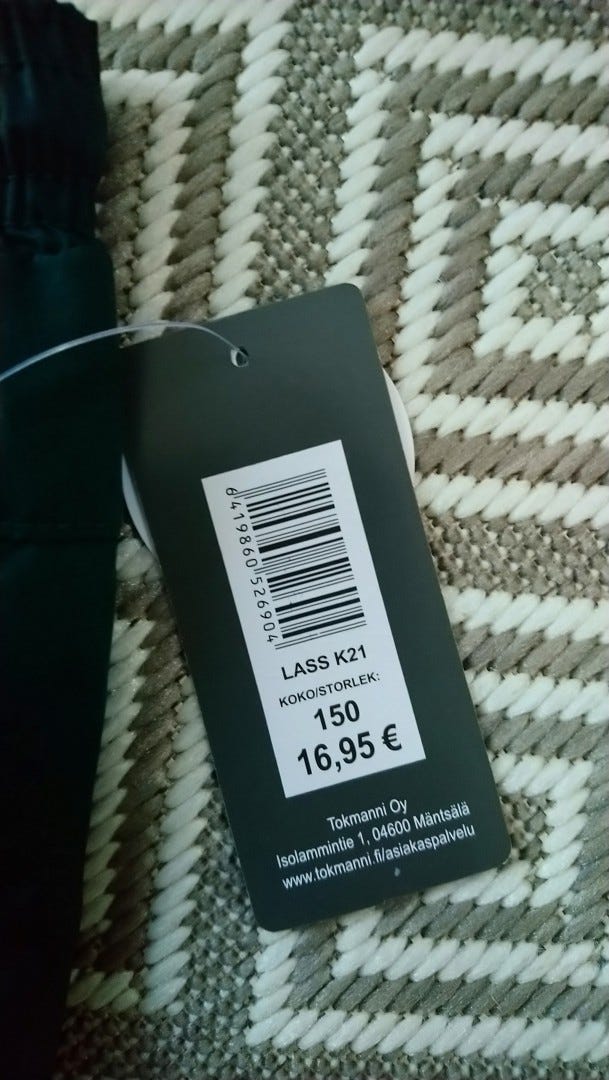 6419860526904
LASS K21
KOKO/STORLEK:
150
16,95 €
Tokmanni Oy
Isolammintie 1, 04600 Mäntsälä
www.tokmanni.fi/asiakaspalvelu